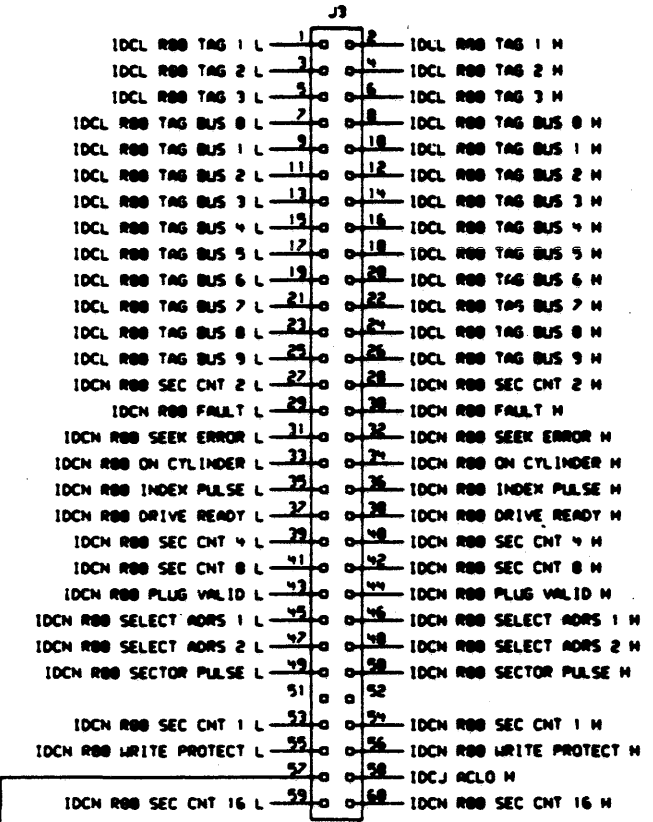 J3
IDCL R80 TAG 1 L 1 2 IDCL R80 TAG 1 H
IDCL R80 TAG 2 L 3 4 IDCL R80 TAG 2 H
IDCL R80 TAG 3 L 5 6 IDCL R80 TAG 3 H
IDCL R80 TAG BUS 0 L 7 8 IDCL R80 TAG BUS 0 H
IDCL R80 TAG BUS 1 L 9 10 IDCL R80 TAG BUS 1 H
IDCL R80 TAG BUS 2 L 11 12 IDCL R80 TAG BUS 2 H
IDCL R80 TAG BUS 3 L 13 14 IDCL R80 TAG BUS 3 H
IDCL R80 TAG BUS 4 L 15 16 IDCL R80 TAG BUS 4 H
IDCL R80 TAG BUS 5 L 17 18 IDCL R80 TAG BUS 5 H
IDCL R80 TAG BUS 6 L 19 20 IDCL R80 TAG BUS 6 H
IDCL R80 TAG BUS 7 L 21 22 IDCL R80 TAG BUS 7 H
IDCL R80 TAG BUS 8 L 23 24 IDCL R80 TAG BUS 8 H
IDCL R80 TAG BUS 9 L 25 26 IDCL R80 TAG BUS 9 H
IDCN R80 SEC CNT 2 L 27 28 IDCN R80 SEC CNT 2 H
IDCN R80 FAULT L 29 30 IDCN R80 FAULT H
IDCN R80 SEEK ERROR L 31 32 IDCN R80 SEEK ERROR H
IDCN R80 ON CYLINDER L 33 34 IDCN R80 ON CYLINDER H
IDCN R80 INDEX PULSE L 35 36 IDCN R80 INDEX PULSE H
IDCN R80 DRIVE READY L 37 38 IDCN R80 DRIVE READY H
IDCN R80 SEC CNT 4 L 39 40 IDCN R80 SEC CNT 4 H
IDCN R80 SEC CNT 8 L 41 42 IDCN R80 SEC CNT 8 H
IDCN R80 PLUG VALID L 43 44 IDCN R80 PLUG VALID H
IDCN R80 SELECT ADRS 1 L 45 46 IDCN R80 SELECT ADRS 1 H
IDCN R80 SELECT ADRS 2 L 47 48 IDCN R80 SELECT ADRS 2 H
IDCN R80 SECTOR PULSE L 49 50 IDCN R80 SECTOR PULSE H
51 52
IDCN R80 SEC CNT 1 L 53 54 IDCN R80 SEC CNT 1 H
IDCN R80 WRITE PROTECT L 55 56 IDCN R80 WRITE PROTECT H
57 58 IDCJ ACLO H
IDCN R80 SEC CNT 16 L 59 60 IDCN R80 SEC CNT 16 H